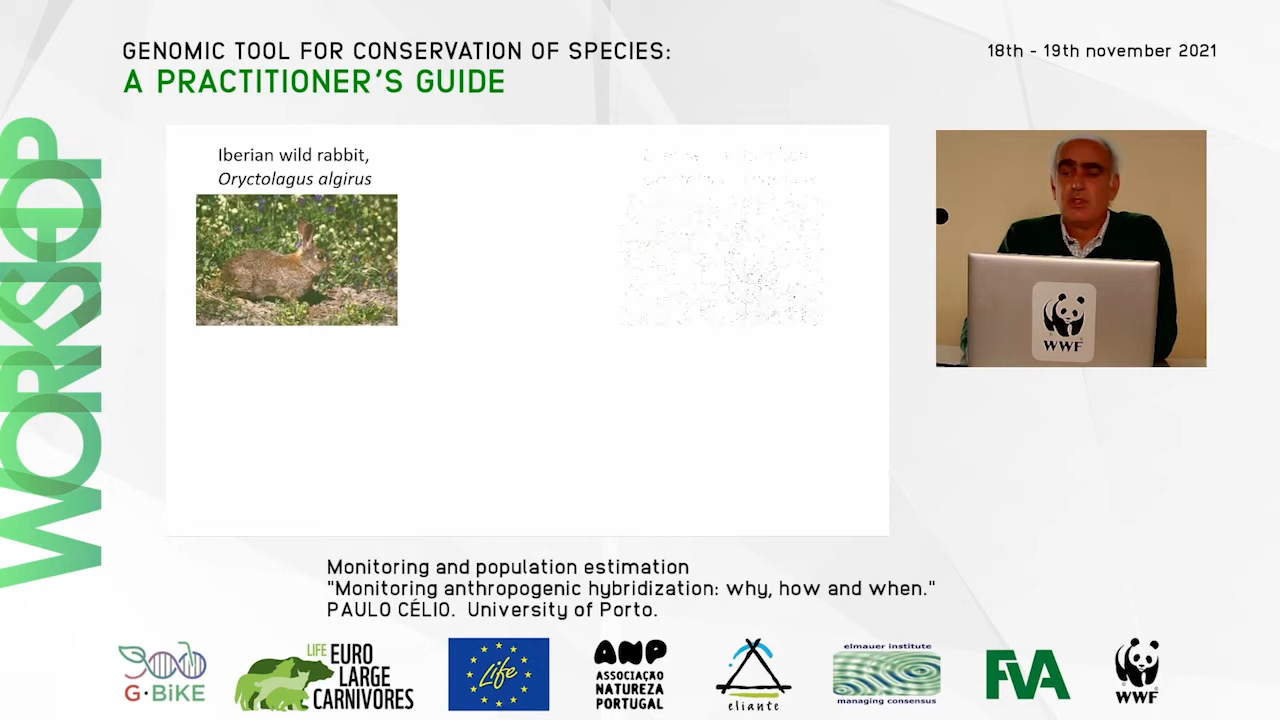 GENOMIC TOOL FOR CONSERVATION OF SPECIES:
A PRACTITIONER'S GUIDE
18th - 19th november 2021
WORKSHOP
Iberian wild rabbit,
Oryctolagus algirus
WWF
Monitoring and population estimation
"Monitoring anthropogenic hybridization: why, how and when."
PAULO CÉLIO. University of Porto.
G·BiKE
LIFE EURO
LARGE
CARNIVORES
Life
ANP
ASSOCIAÇÃO
NATUREZA
PORTUGAL
eliante
elmauer institute
managing consensus
FVA
WWF